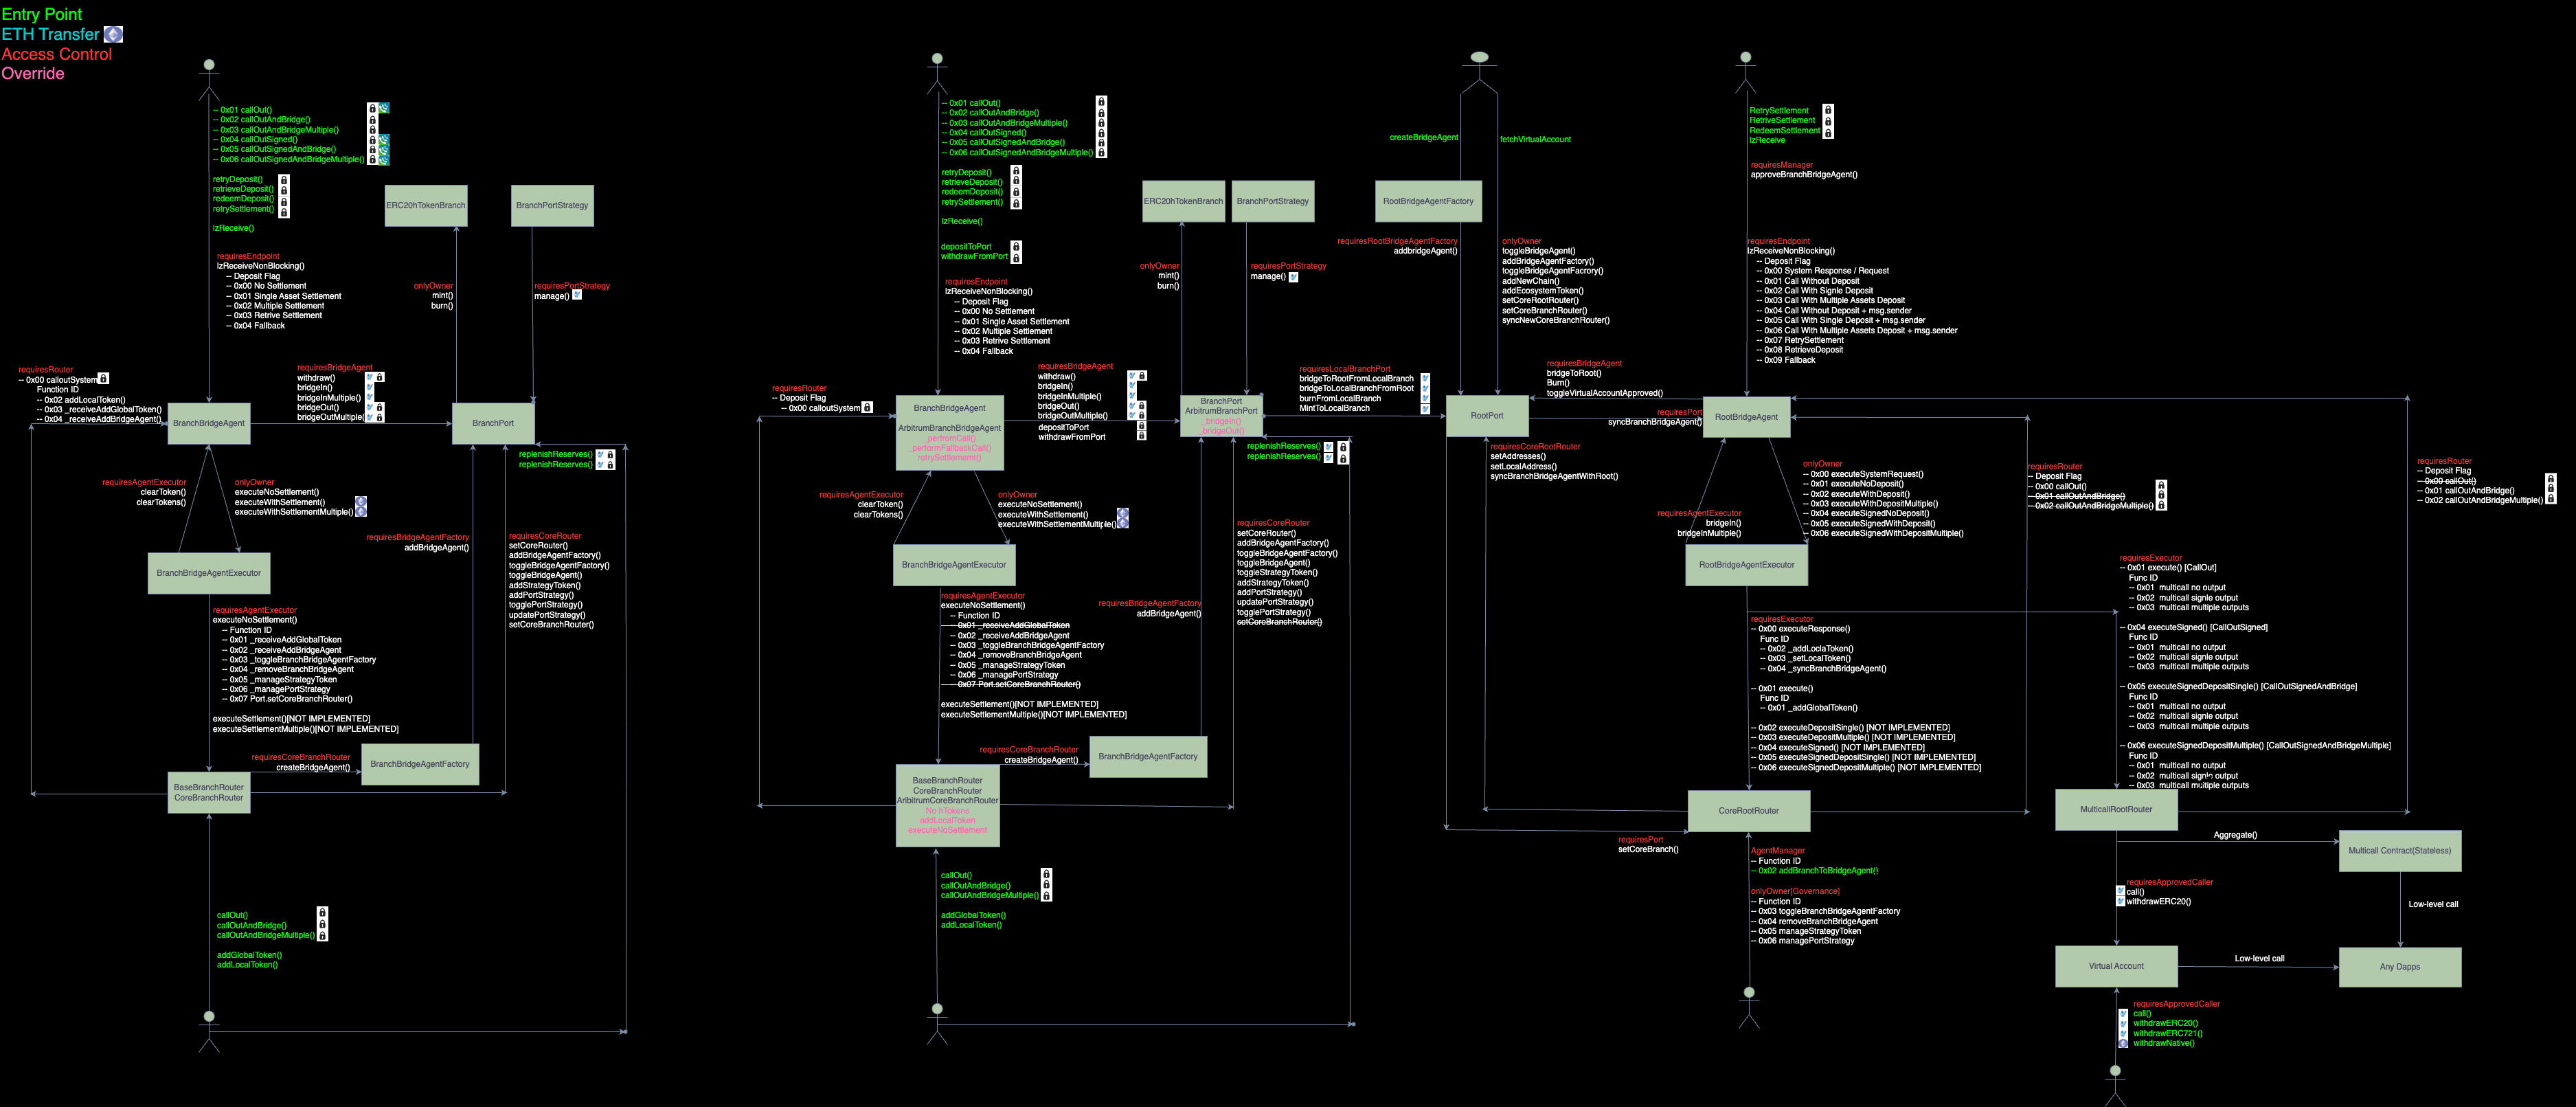 Entry Point
ETH Transfer
Access Control
Override
-- 0x01 callOut()
-- 0x02 callOutAndBridge()
-- 0x03 callOutAndBridgeMultiple()
-- 0x04 callOutSigned()
-- 0x05 callOutSignedAndBridge()
-- 0x06 callOutSignedAndBridgeMultiple()
retryDeposit()
retrieveDeposit()
redeemDeposit()
retrySettlement()
lzReceive()
requiresEndpoint
lzReceiveNonBlocking()
-- Deposit Flag
-- 0x00 No Settlement
-- 0x01 Single Asset Settlement
-- 0x02 Multiple Settlement
-- 0x03 Retrive Settlement
-- 0x04 Fallback
ERC20hTokenBranch
BranchPortStrategy
onlyOwner
mint()
burn()
requiresPortStrategy
manage()
requiresRouter
-- 0x00 calloutSystem
Function ID
-- 0x02 addLocalToken()
-- 0x03 _receiveAddGlobalToken()
-- 0x04 _receiveAddBridgeAgent()
BranchBridgeAgent
requiresBridgeAgent
withdraw()
bridgeIn()
bridgeInMultiple()
bridgeOut()
bridgeOutMultiple()
BranchPort
replenishReserves()
replenishReserves()
requiresAgentExecutor
clearToken()
clearTokens()
onlyOwner
executeNoSettlement()
executeWithSettlement()
executeWithSettlementMultiple()
requiresBridgeAgentFactory
addBridgeAgent()
requiresCoreRouter
setCoreRouter()
addBridgeAgentFactory()
toggleBridgeAgentFactory()
toggleBridgeAgent()
addStrategyToken()
addPortStrategy()
togglePortStrategy()
updatePortStrategy()
setCoreBranchRouter()
BranchBridgeAgentExecutor
requiresAgentExecutor
executeNoSettlement()
-- Function ID
-- 0x01 _receiveAddGlobalToken
-- 0x02 _receiveAddBridgeAgent
-- 0x03 _toggleBranchBridgeAgentFactory
-- 0x04 _removeBranchBridgeAgent
-- 0x05 _manageStrategyToken
-- 0x06 _managePortStrategy
-- 0x07 Port.setCoreBranchRouter()
executeSettlement()[NOT IMPLEMENTED]
executeSettlementMultiple()[NOT IMPLEMENTED]
requiresCoreBranchRouter
createBridgeAgent()
BranchBridgeAgentFactory
BaseBranchRouter
CoreBranchRouter
callOut()
callOutAndBridge()
callOutAndBridgeMultiple()
addGlobalToken()
addLocalToken()
-- 0x01 callOut()
-- 0x02 callOutAndBridge()
-- 0x03 callOutAndBridgeMultiple()
-- 0x04 callOutSigned()
-- 0x05 callOutSignedAndBridge()
-- 0x06 callOutSignedAndBridgeMultiple()
retryDeposit()
retrieveDeposit()
redeemDeposit()
retrySettlement()
lzReceive()
depositToPort
withdrawFromPort
requiresEndpoint
lzReceiveNonBlocking()
-- Deposit Flag
-- 0x00 No Settlement
-- 0x01 Single Asset Settlement
-- 0x02 Multiple Settlement
-- 0x03 Retrive Settlement
-- 0x04 Fallback
ERC20hTokenBranch
BranchPortStrategy
onlyOwner
mint()
burn()
requiresPortStrategy
manage()
requiresRouter
-- Deposit Flag
-- 0x00 calloutSystem
BranchBridgeAgent
ArbitrumBranchBridgeAgent
_perfromCall()
_performFallbackCall()
retrySettlememt()
requiresBridgeAgent
withdraw()
bridgeIn()
bridgeInMultiple()
bridgeOut()
bridgeOutMultiple()
depositToPort
withdrawFromPort
BranchPort
ArbitrumBranchPort
_bridgeIn()
_bridgeOut()
replenishReserves()
replenishReserves()
requiresAgentExecutor
clearToken()
clearTokens()
onlyOwner
executeNoSettlement()
executeWithSettlement()
executeWithSettlementMultiple()
BranchBridgeAgentExecutor
requiresCoreRouter
setCoreRouter()
addBridgeAgentFactory()
toggleBridgeAgentFactory()
toggleBridgeAgent()
toggleStrategyToken()
addStrategyToken()
addPortStrategy()
updatePortStrategy()
togglePortStrategy()
setCoreBranchRouter()
requiresBridgeAgentFactory
addBridgeAgent()
requiresAgentExecutor
executeNoSettlement()
-- Function ID
-- 0x01 _receiveAddGlobalToken
-- 0x02 _receiveAddBridgeAgent
-- 0x03 _toggleBranchBridgeAgentFactory
-- 0x04 _removeBranchBridgeAgent
-- 0x05 _manageStrategyToken
-- 0x06 _managePortStrategy
-- 0x07 Port.setCoreBranchRouter()
executeSettlement()[NOT IMPLEMENTED]
executeSettlementMultiple()[NOT IMPLEMENTED]
requiresCoreBranchRouter
createBridgeAgent()
BranchBridgeAgentFactory
BaseBranchRouter
CoreBranchRouter
AribitrumCoreBranchRouter
No hTokens
addLocalToken
executeNoSettlement
callOut()
callOutAndBridge()
callOutAndBridgeMultiple()
addGlobalToken()
addLocalToken()
createBridgeAgent
fetchVirtualAccount
RootBridgeAgentFactory
requiresRootBridgeAgentFactory
addbridgeAgent()
onlyOwner
toggleBridgeAgent()
addBridgeAgentFactory()
toggleBridgeAgentFacrory()
addNewChain()
addEcosystemToken()
setCoreRootRouter()
setCoreBranchRouter()
syncNewCoreBranchRouter()
requiresLocalBranchPort
bridgeToRootFromLocalBranch
bridgeToLocalBranchFromRoot
burnFromLocalBranch
MintToLocalBranch
RootPort
requiresBridgeAgent
bridgeToRoot()
Burn()
toggleVirtualAccountApproved()
requiresPort
syncBranchBridgeAgent()
requiresCoreRootRouter
setAddresses()
setLocalAddress()
syncBranchBridgeAgentWithRoot()
RetrySettlement
RetriveSettlement
RedeemSettlement
lzReceive
requiresManager
approveBranchBridgeAgent()
requiresEndpoint
lzReceiveNonBlocking()
-- Deposit Flag
-- 0x00 System Response / Request
-- 0x01 Call Without Deposit
-- 0x02 Call With Signle Deposit
-- 0x03 Call With Multiple Assets Deposit
-- 0x04 Call Without Deposit + msg.sender
-- 0x05 Call With Single Deposit + msg.sender
-- 0x06 Call With Multiple Assets Deposit + msg.sender
-- 0x07 RetrySettlement
-- 0x08 RetrieveDeposit
-- 0x09 Fallback
RootBridgeAgent
requiresAgentExecutor
bridgeIn()
bridgeInMultiple()
onlyOwner
-- 0x00 executeSystemRequest()
-- 0x01 executeNoDeposit()
-- 0x02 executeWithDeposit()
-- 0x03 executeWithDepositMultiple()
-- 0x04 executeSignedNoDeposit()
-- 0x05 executeSignedWithDeposit()
-- 0x06 executeSignedWithDepositMultiple()
requiresRouter
-- Deposit Flag
-- 0x00 callOut()
-- 0x01 callOutAndBridge()
-- 0x02 callOutAndBridgeMultiple()
requiresRouter
-- Deposit Flag
-- 0x00 callOut()
-- 0x01 callOutAndBridge()
-- 0x02 callOutAndBridgeMultiple()
RootBridgeAgentExecutor
requiresExecutor
-- 0x00 executeResponse()
Func ID
-- 0x02 _addLoclaToken()
-- 0x03 _setLocalToken()
-- 0x04 _syncBranchBridgeAgent()
-- 0x01 execute()
Func ID
-- 0x01 _addGlobalToken()
-- 0x02 executeDepositSingle() [NOT IMPLEMENTED]
-- 0x03 executeDepositMultiple() [NOT IMPLEMENTED]
-- 0x04 executeSigned() [NOT IMPLEMENTED]
-- 0x05 executeSignedDepositSingle() [NOT IMPLEMENTED]
-- 0x06 executeSignedDepositMultiple() [NOT IMPLEMENTED]
requiresExecutor
-- 0x01 execute() [CallOut]
Func ID
-- 0x01 multicall no output
-- 0x02 multicall signle output
-- 0x03 multicall multiple outputs
-- 0x04 executeSigned() [CallOutSigned]
Func ID
-- 0x01 multicall no output
-- 0x02 multicall signle output
-- 0x03 multicall multiple outputs
-- 0x05 executeSignedDepositSingle() [CallOutSignedAndBridge]
Func ID
-- 0x01 multicall no output
-- 0x02 multicall signle output
-- 0x03 multicall multiple outputs
-- 0x06 executeSignedDepositMultiple() [CallOutSignedAndBridgeMultiple]
Func ID
-- 0x01 multicall no output
-- 0x02 multicall signle output
-- 0x03 multicall multiple outputs
CoreRootRouter
requiresPort
setCoreBranch()
AgentManager
-- Function ID
-- 0x02 addBranchToBridgeAgent()
onlyOwner[Governance]
-- Function ID
-- 0x03 toggleBranchBridgeAgentFactory
-- 0x04 removeBranchBridgeAgent
-- 0x05 manageStrategyToken
-- 0x06 managePortStrategy
MulticallRootRouter
Aggregate()
Multicall Contract(Stateless)
requiresApprovedCaller
call()
withdrawERC20()
Low-level call
Virtual Account
Low-level call
Any Dapps
requiresApprovedCaller
call()
withdrawERC20()
withdrawERC721()
withdrawNative()